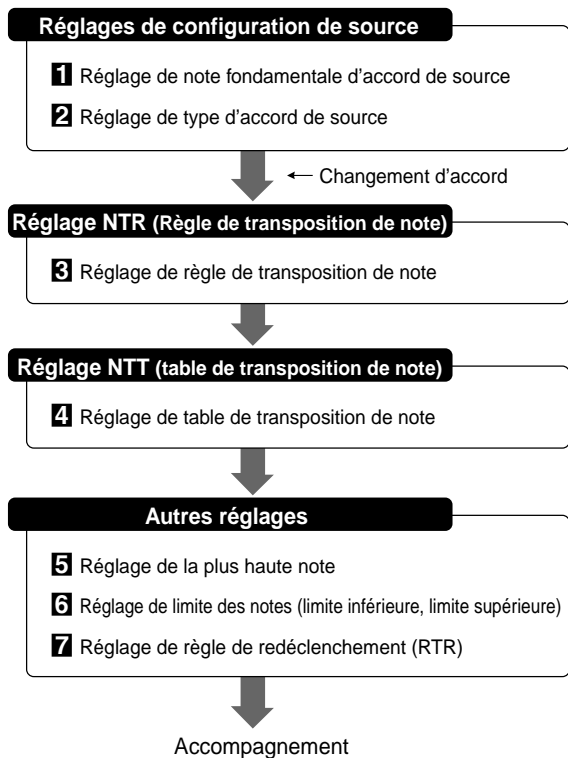 Réglages de configuration de source
1 Réglage de note fondamentale d’accord de source
2 Réglage de type d’accord de source
← Changement d’accord
Réglage NTR (Règle de transposition de note)
3 Réglage de règle de transposition de note
Réglage NTT (table de transposition de note)
4 Réglage de table de transposition de note
Autres réglages
5 Réglage de la plus haute note
6 Réglage de limite des notes (limite inférieure, limite supérieure)
7 Réglage de règle de redéclenchement (RTR)
Accompagnement